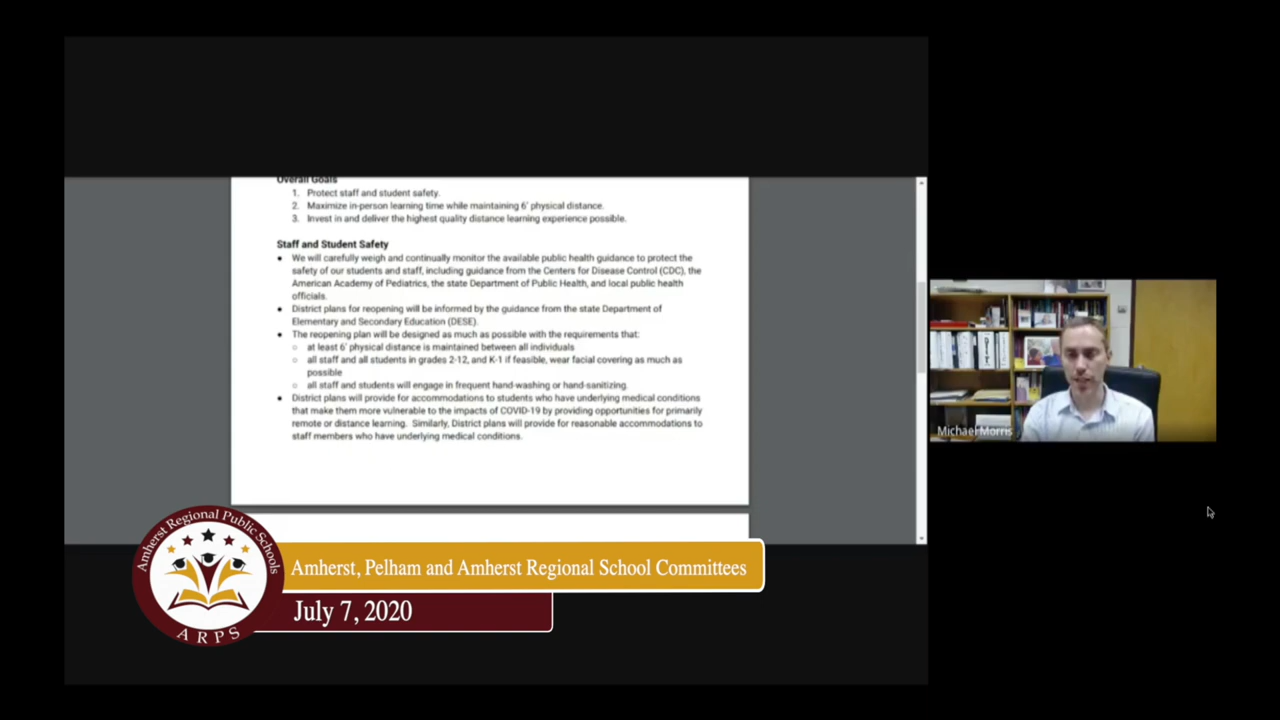 Overall Goals
1. Protect staff and student safety.
2. Maximize in-person learning time while maintaining 6' physical distance.
3. Invest in and deliver the highest quality distance learning experience possible.
Staff and Student Safety
● We will carefully weigh and continually monitor the available public health guidance to protect the
safety of our students and staff, including guidance from the Centers for Disease Control (CDC), the
American Academy of Pediatrics, the state Department of Public Health, and local public health
officials.
● District plans for reopening will be informed by the guidance from the state Department of
Elementary and Secondary Education (DESE).
● The reopening plan will be designed as much as possible with the requirements that:
○ at least 6' physical distance is maintained between all individuals
○ all staff and all students in grades 2-12, and K-1 if feasible, wear facial covering as much as
possible
○ all staff and students will engage in frequent hand-washing or hand-sanitizing.
● District plans will provide for accommodations to students who have underlying medical conditions
that make them more vulnerable to the impacts of COVID-19 by providing opportunities for primarily
remote or distance learning. Similarly, District plans will provide for reasonable accommodations to
staff members who have underlying medical conditions.
Michael Morris
Amherst Regional Public Schools
ARPS
Amherst, Pelham and Amherst Regional School Committees
July 7, 2020